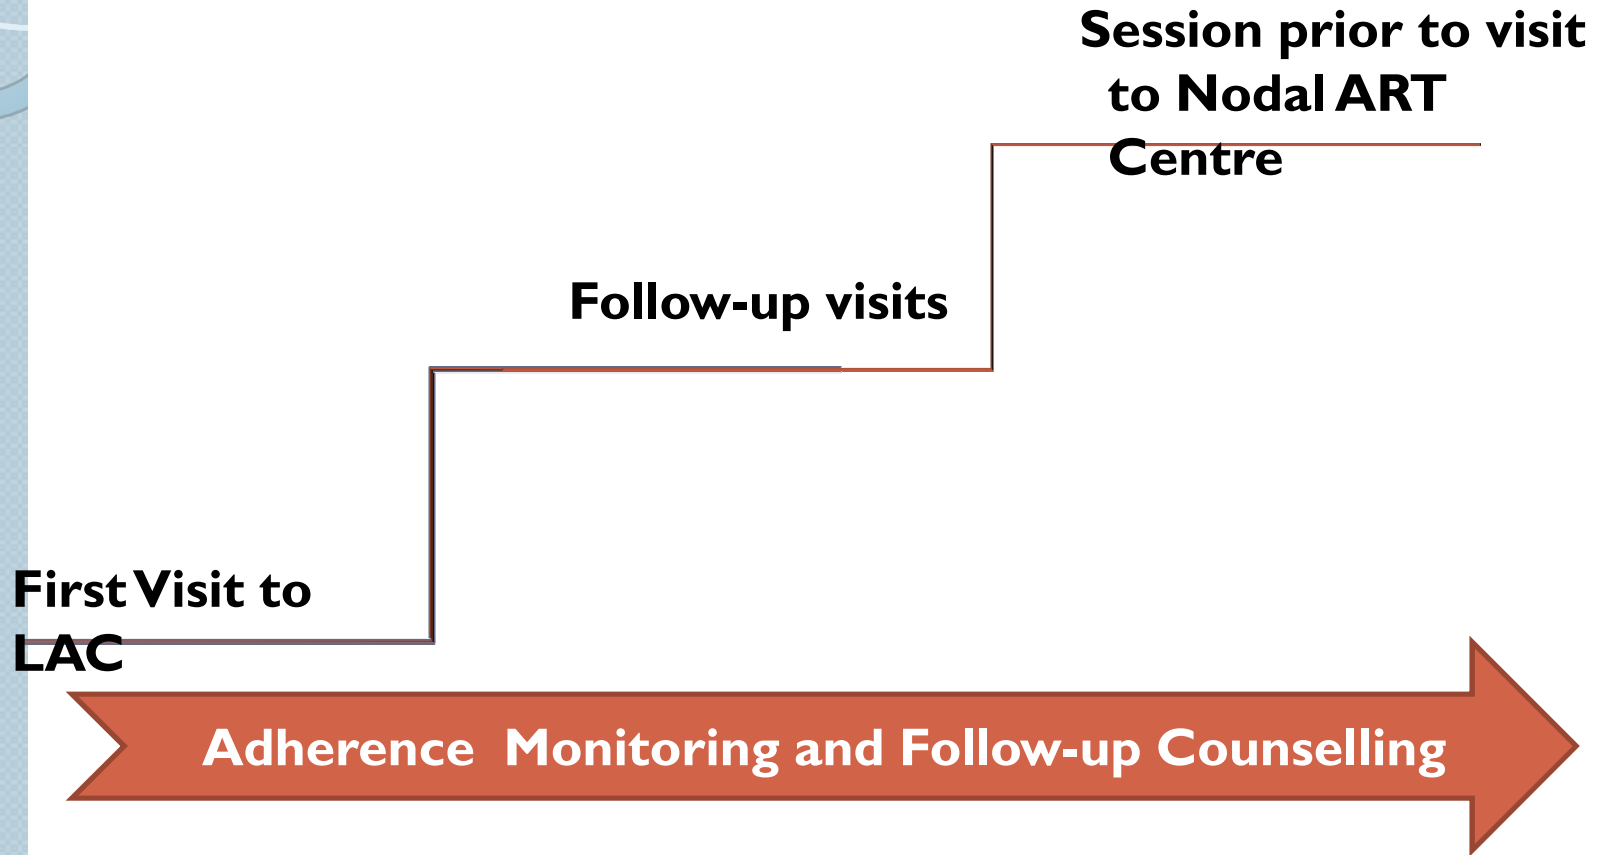 Session prior to visit
to Nodal ART
Centre
Follow-up visits
First Visit to
LAC
Adherence  Monitoring and Follow-up Counselling